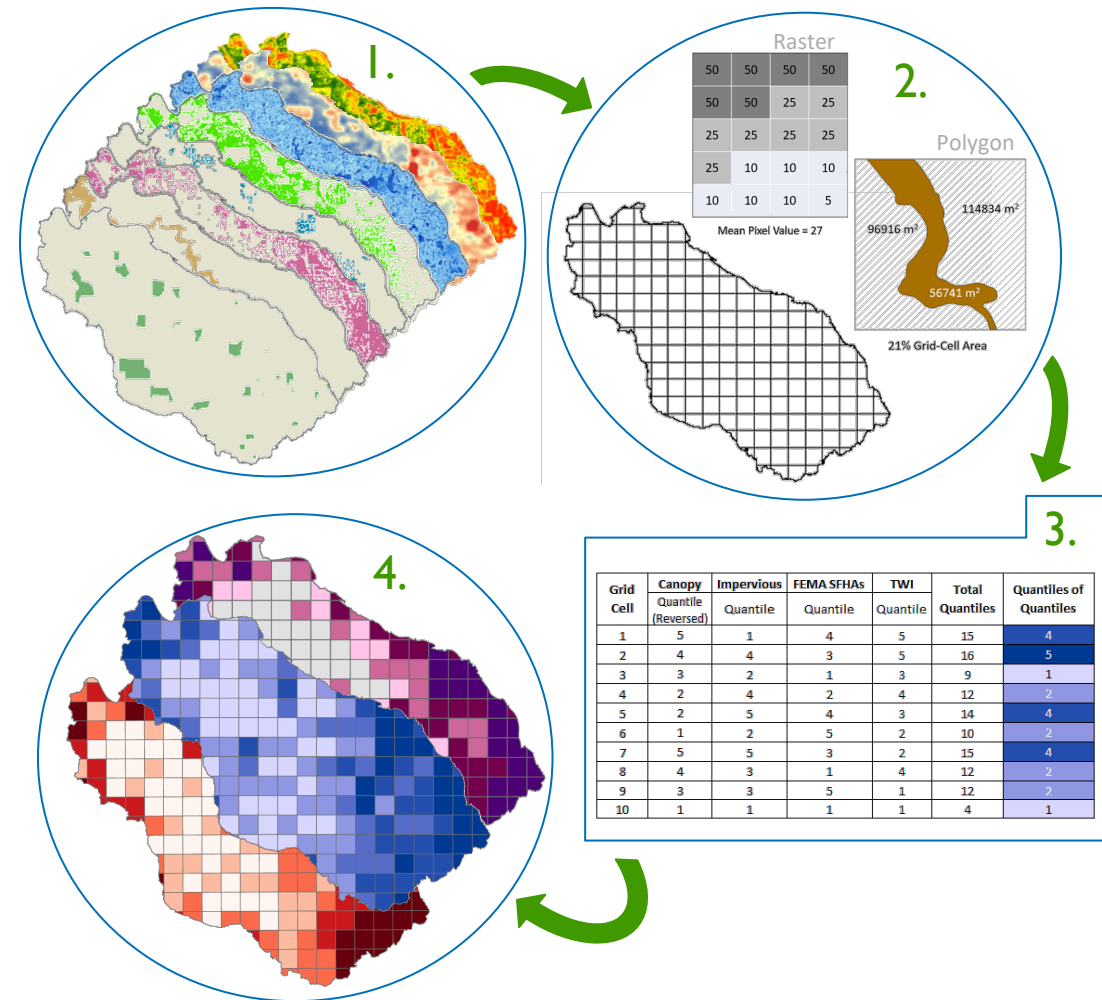 1.
2.
Raster
50 50 50 50
50 50 25 25
25 25 25 25
25 10 10 10
10 10 10 5
Mean Pixel Value = 27
Polygon
114834 m²
96916 m²
56741 m²
21% Grid-Cell Area
3.
Grid Cell Canopy Impervious FEMA SFHAs TWI Total Quantiles Quantiles of Quantiles
Quantile (Reversed) Quantile Quantile Quantile
1 5 1 4 5 15 4
2 4 4 3 5 16 5
3 3 2 1 3 9 1
4 2 4 2 4 12 2
5 2 5 4 3 14 4
6 1 2 5 2 10 2
7 5 5 3 2 15 4
8 4 3 1 4 12 2
9 3 3 5 1 12 2
10 1 1 1 1 4 1
4.